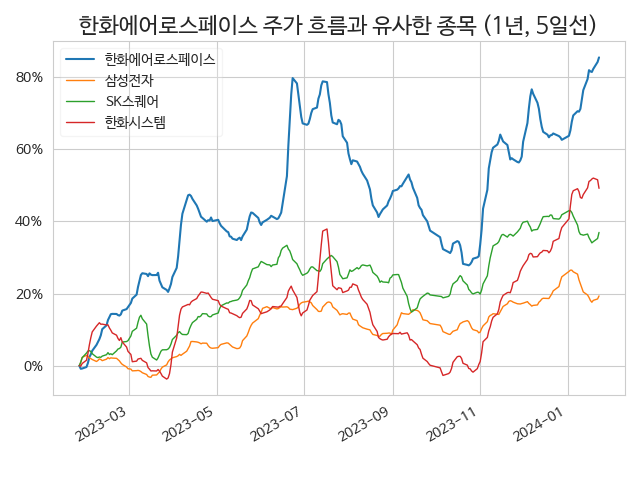 한화에어로스페이스 주가 흐름과 유사한 종목 (1년, 5일선)
한화에어로스페이스
삼성전자
SK스퀘어
한화시스템
80%
60%
40%
20%
0%
2023-03
2023-05
2023-07
2023-09
2023-11
2024-01